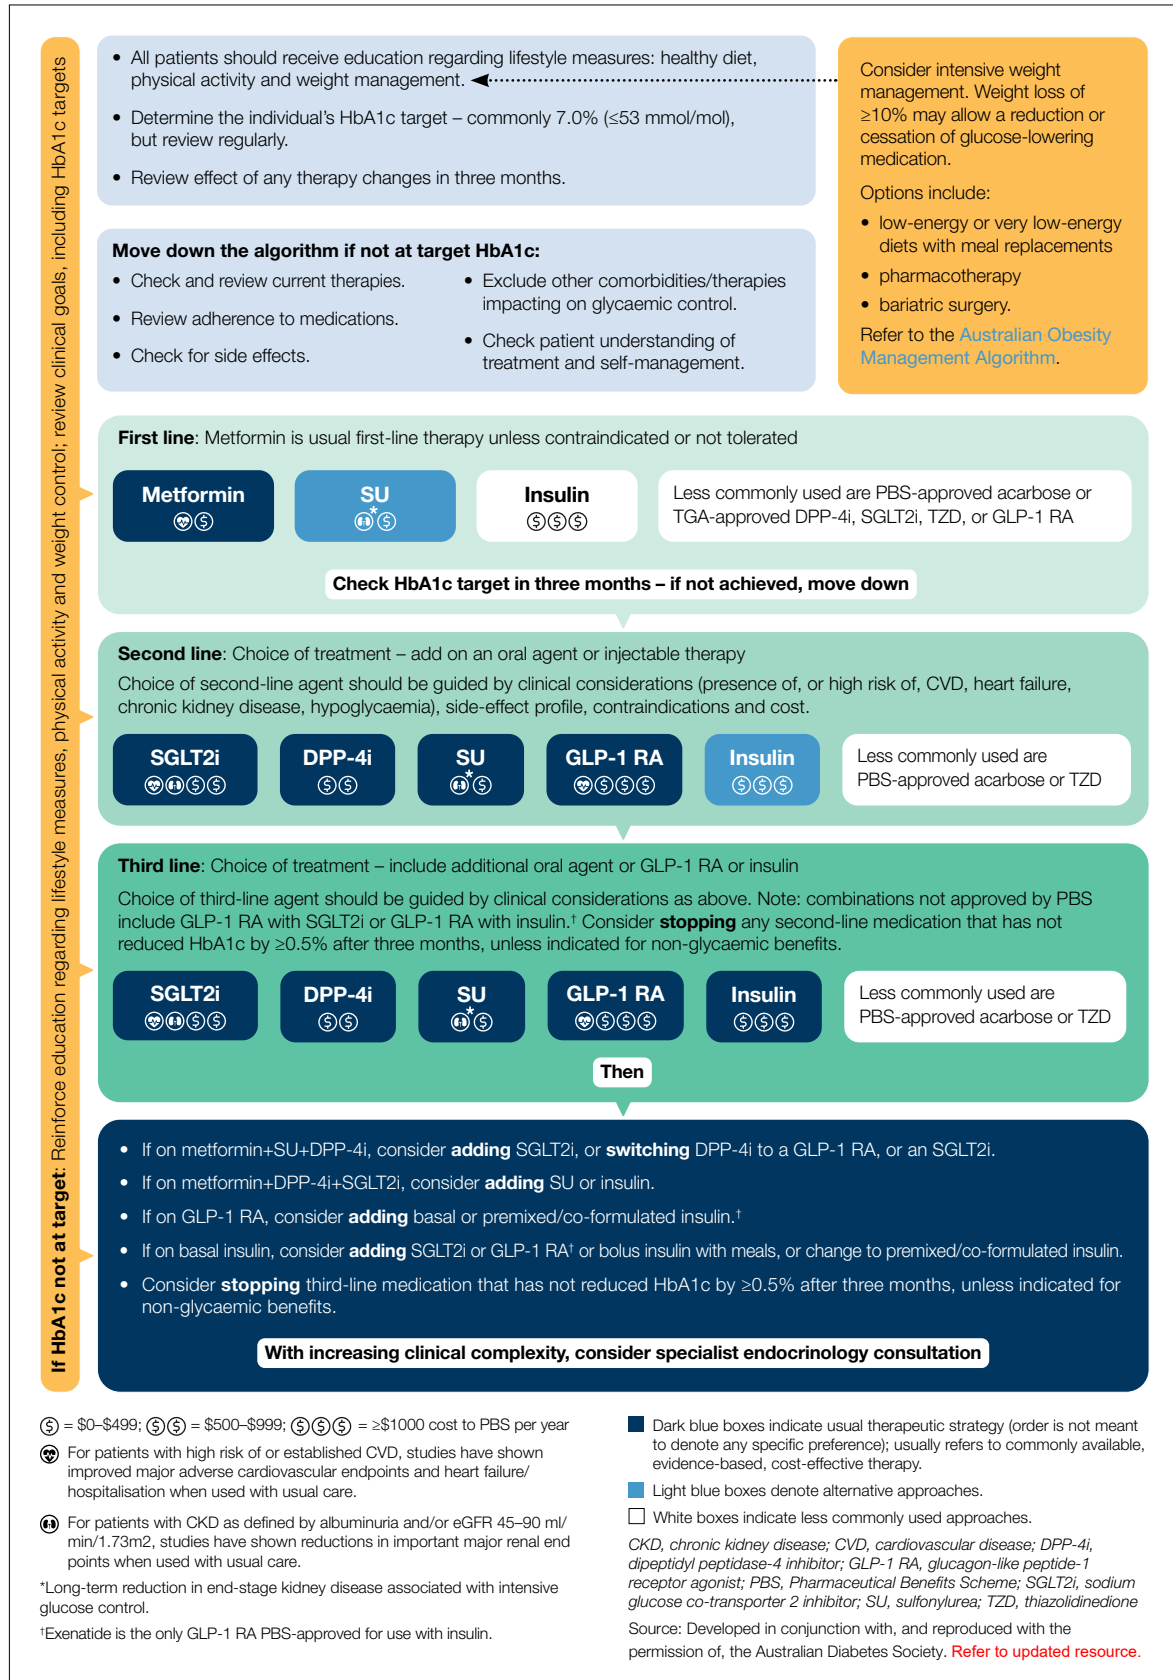 If HbA1c not at target: Reinforce education regarding lifestyle measures, physical activity and weight control; review clinical goals, including HbA1c targets
• All patients should receive education regarding lifestyle measures: healthy diet,
physical activity and weight management.
• Determine the individual's HbA1c target – commonly 7.0% (≤53 mmol/mol),
but review regularly.
• Review effect of any therapy changes in three months.
Consider intensive weight
management. Weight loss of
≥10% may allow a reduction or
cessation of glucose-lowering
medication.
Options include:
• low-energy or very low-energy
diets with meal replacements
• pharmacotherapy
• bariatric surgery.
Refer to the Australian Obesity
Management Algorithm.
Move down the algorithm if not at target HbA1c:
• Check and review current therapies.
• Review adherence to medications.
• Check for side effects.
• Exclude other comorbidities/therapies
impacting on glycaemic control.
• Check patient understanding of
treatment and self-management.
First line: Metformin is usual first-line therapy unless contraindicated or not tolerated
Metformin
$
SU
* $
Insulin
$ $ $
Less commonly used are PBS-approved acarbose or
TGA-approved DPP-4i, SGLT2i, TZD, or GLP-1 RA
Check HbA1c target in three months – if not achieved, move down
Second line: Choice of treatment – add on an oral agent or injectable therapy
Choice of second-line agent should be guided by clinical considerations (presence of, or high risk of, CVD, heart failure,
chronic kidney disease, hypoglycaemia), side-effect profile, contraindications and cost.
SGLT2i
$ $
DPP-4i
$ $
SU
* $
GLP-1 RA
$ $ $
Insulin
$ $ $
Less commonly used are
PBS-approved acarbose or TZD
Third line: Choice of treatment – include additional oral agent or GLP-1 RA or insulin
Choice of third-line agent should be guided by clinical considerations as above. Note: combinations not approved by PBS
include GLP-1 RA with SGLT2i or GLP-1 RA with insulin.† Consider stopping any second-line medication that has not
reduced HbA1c by ≥0.5% after three months, unless indicated for non-glycaemic benefits.
SGLT2i
$ $
DPP-4i
$ $
SU
* $
GLP-1 RA
$ $ $
Insulin
$ $ $
Less commonly used are
PBS-approved acarbose or TZD
Then
• If on metformin+SU+DPP-4i, consider adding SGLT2i, or switching DPP-4i to a GLP-1 RA, or an SGLT2i.
• If on metformin+DPP-4i+SGLT2i, consider adding SU or insulin.
• If on GLP-1 RA, consider adding basal or premixed/co-formulated insulin.†
• If on basal insulin, consider adding SGLT2i or GLP-1 RA† or bolus insulin with meals, or change to premixed/co-formulated insulin.
• Consider stopping third-line medication that has not reduced HbA1c by ≥0.5% after three months, unless indicated for
non-glycaemic benefits.
With increasing clinical complexity, consider specialist endocrinology consultation
$ = $0–$499; $ $ = $500–$999; $ $ $ = ≥$1000 cost to PBS per year
For patients with high risk of or established CVD, studies have shown
improved major adverse cardiovascular endpoints and heart failure/
hospitalisation when used with usual care.
For patients with CKD as defined by albuminuria and/or eGFR 45–90 ml/
min/1.73m2, studies have shown reductions in important major renal end
points when used with usual care.
*Long-term reduction in end-stage kidney disease associated with intensive
glucose control.
†Exenatide is the only GLP-1 RA PBS-approved for use with insulin.
Dark blue boxes indicate usual therapeutic strategy (order is not meant
to denote any specific preference); usually refers to commonly available,
evidence-based, cost-effective therapy.
Light blue boxes denote alternative approaches.
White boxes indicate less commonly used approaches.
CKD, chronic kidney disease; CVD, cardiovascular disease; DPP-4i,
dipeptidyl peptidase-4 inhibitor; GLP-1 RA, glucagon-like peptide-1
receptor agonist; PBS, Pharmaceutical Benefits Scheme; SGLT2i, sodium
glucose co-transporter 2 inhibitor; SU, sulfonylurea; TZD, thiazolidinedione
Source: Developed in conjunction with, and reproduced with the
permission of, the Australian Diabetes Society. Refer to updated resource.